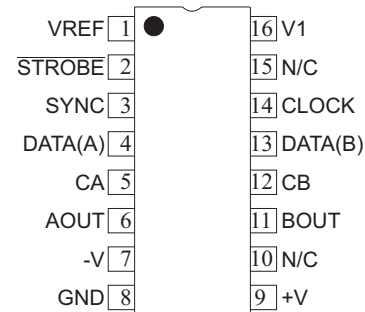 VREF 1 16 V1
STROBE 2 15 N/C
SYNC 3 14 CLOCK
DATA(A) 4 13 DATA(B)
CA 5 12 CB
AOUT 6 11 BOUT
-V 7 10 N/C
GND 8 9 +V